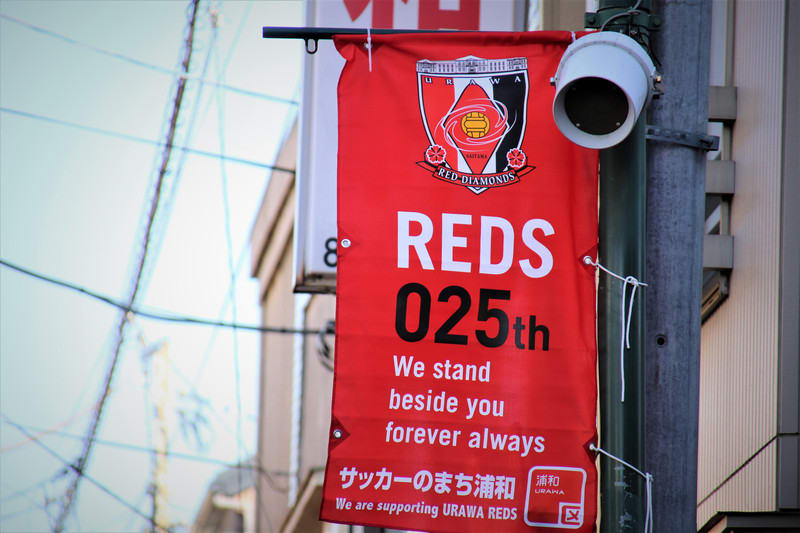 URAWA
SAITAMA
RED DIAMONDS
REDS
025th
We stand
beside you
forever always
サッカーのまち浦和
We are supporting URAWA REDS
浦和
URAWA
8